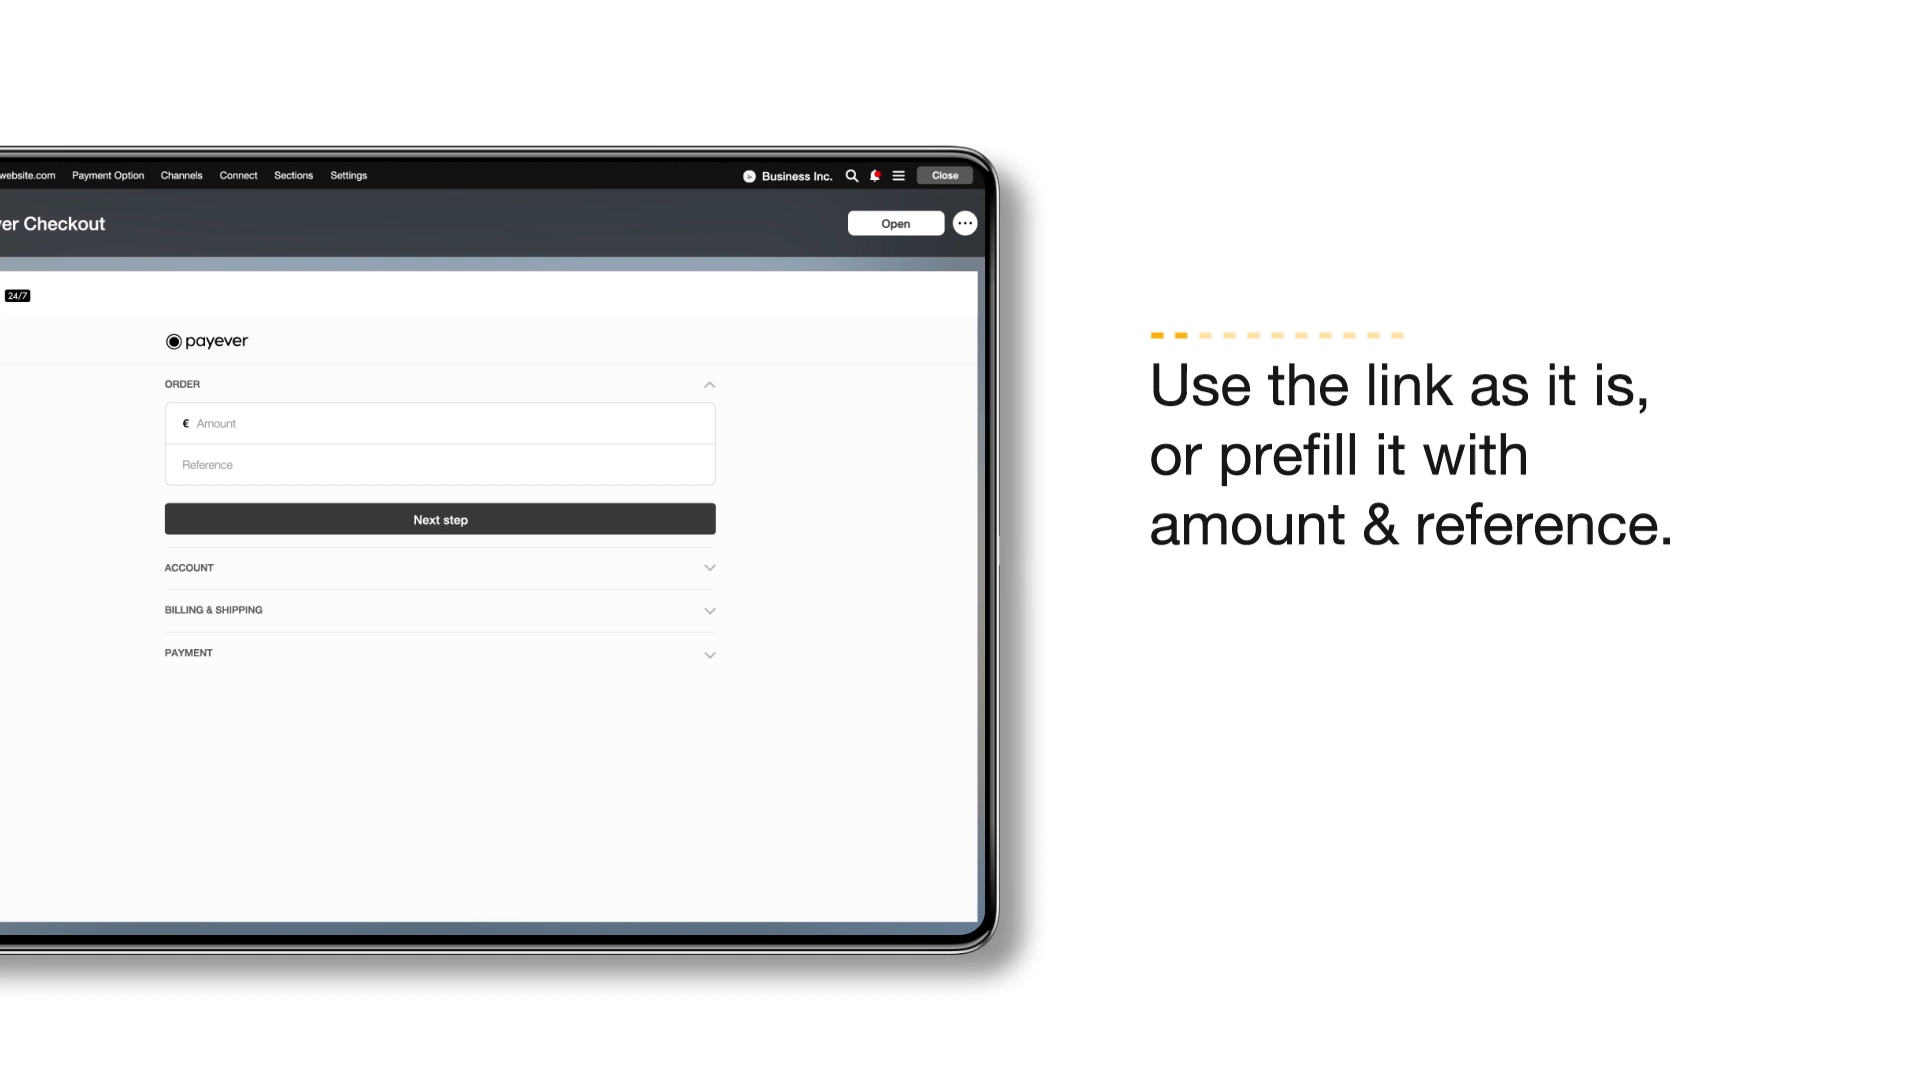 website.com Payment Option Channels Connect Sections Settings Business Inc. Close
er Checkout Open
24/7
payever
ORDER
€ Amount
Reference
Next step
ACCOUNT
BILLING & SHIPPING
PAYMENT
Use the link as it is,
or prefill it with
amount & reference.